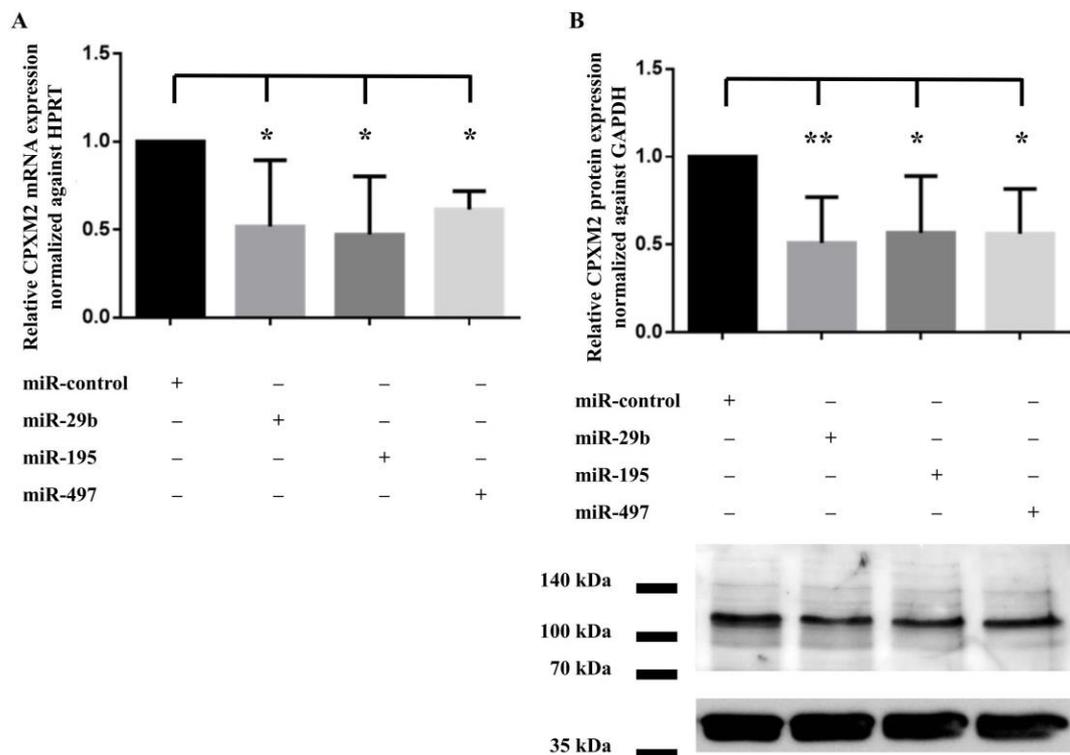 A
Relative CPXM2 mRNA expression
normalized against HPRT
1.5
1.0
0.5
0.0
* * *
miR-control + – – –
miR-29b – + – –
miR-195 – – + –
miR-497 – – – +
B
Relative CPXM2 protein expression
normalized against GAPDH
1.5
1.0
0.5
0.0
** * *
miR-control + – – –
miR-29b – + – –
miR-195 – – + –
miR-497 – – – +
140 kDa
100 kDa
70 kDa
35 kDa